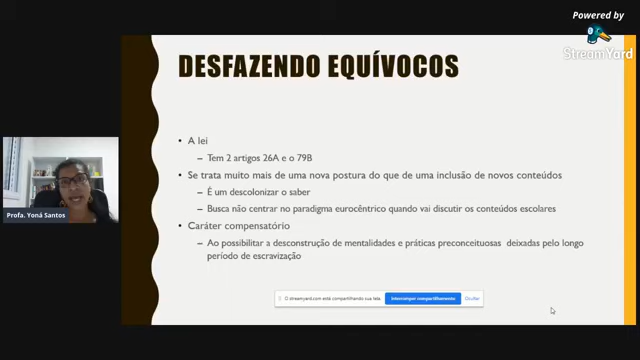 Powered by
StreamYard
DESFAZENDO EQUÍVOCOS
• A lei
– Tem 2 artigos 26A e o 79B
• Se trata muito mais de uma nova postura do que de uma inclusão de novos conteúdos
– É um descolonizar o saber
– Busca não centrar no paradigma eurocêntrico quando vai discutir os conteúdos escolares
• Caráter compensatório
– Ao possibilitar a desconstrução de mentalidades e práticas preconceituosas deixadas pelo longo
período de escravização
Profa. Yoná Santos
O streamyard.com está compartilhando sua tela.
Interromper compartilhamento
Ocultar